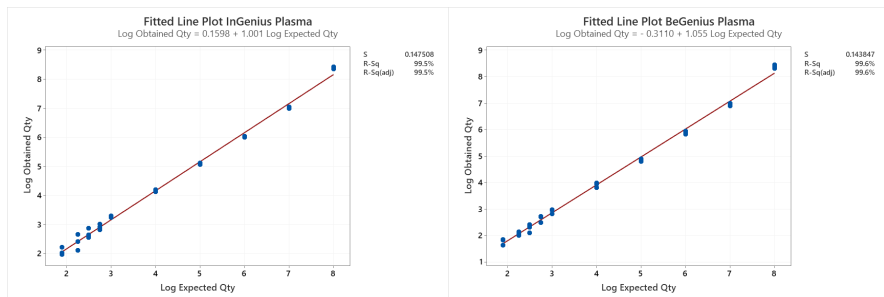 Fitted Line Plot InGenius Plasma
Log Obtained Qty = 0.1598 + 1.001 Log Expected Qty
S 0.147508
R-Sq 99.5%
R-Sq(adj) 99.5%
Log Obtained Qty
9
8
7
6
5
4
3
2
2 3 4 5 6 7 8
Log Expected Qty
Fitted Line Plot BeGenius Plasma
Log Obtained Qty = - 0.3110 + 1.055 Log Expected Qty
S 0.143847
R-Sq 99.6%
R-Sq(adj) 99.6%
Log Obtained Qty
9
8
7
6
5
4
3
2
1
2 3 4 5 6 7 8
Log Expected Qty